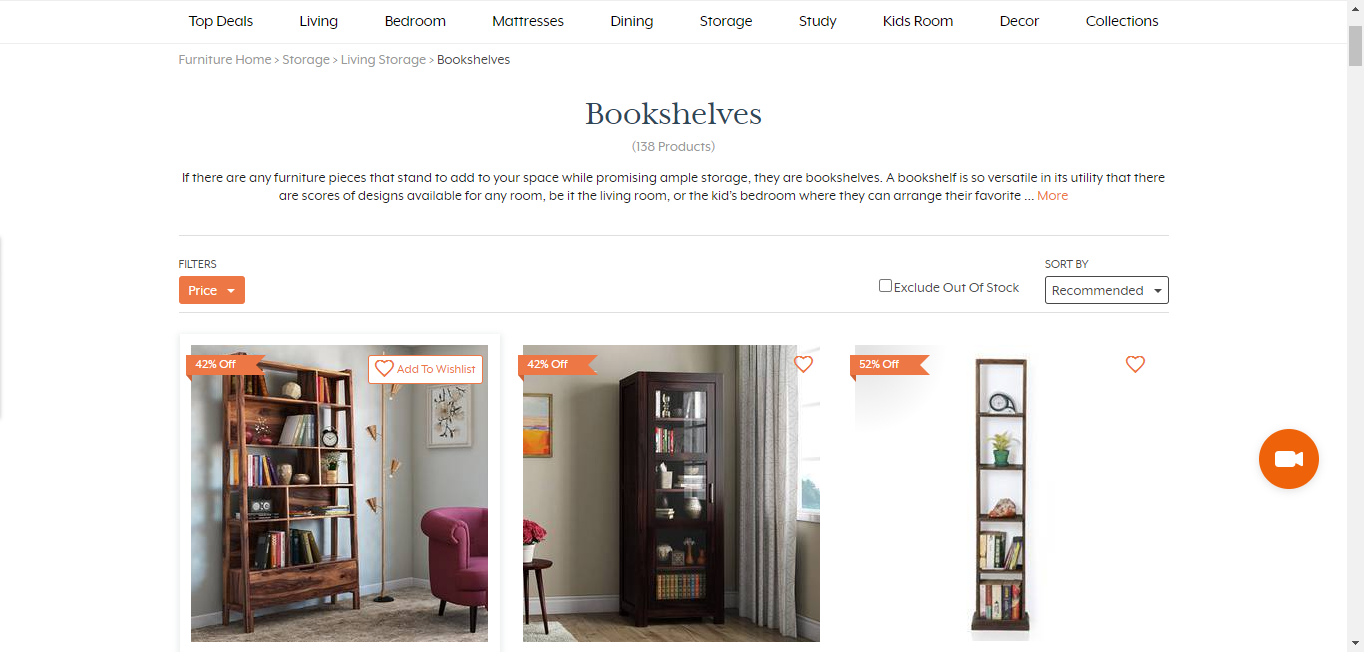 Top Deals Living Bedroom Mattresses Dining Storage Study Kids Room Decor Collections
Furniture Home > Storage > Living Storage > Bookshelves
Bookshelves
(138 Products)
If there are any furniture pieces that stand to add to your space while promising ample storage, they are bookshelves. A bookshelf is so versatile in its utility that there
are scores of designs available for any room, be it the living room, or the kid's bedroom where they can arrange their favorite ... More
FILTERS
Price
Exclude Out Of Stock
SORT BY
Recommended
42% Off
Add To Wishlist
42% Off
52% Off